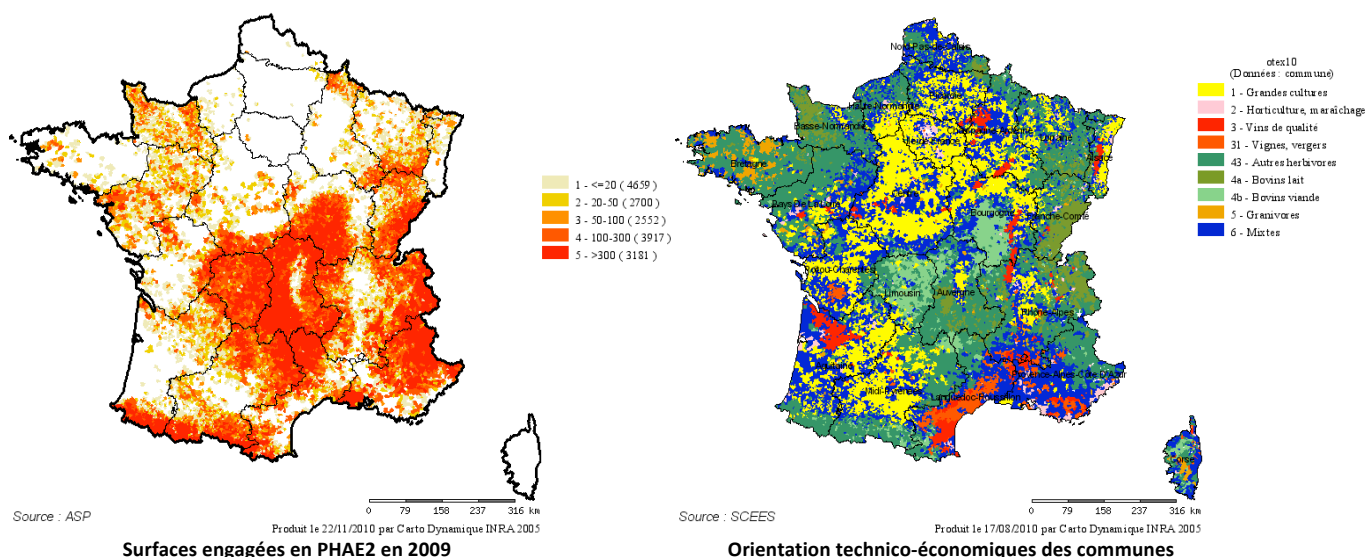 1 - <=20 ( 4659 )
2 - 20-50 ( 2700 )
3 - 50-100 ( 2552 )
4 - 100-300 ( 3917 )
5 - >300 ( 3181 )
0 79 158 237 316 km
Source : ASP
Produit le 22/11/2010 par Carto Dynamique INRA 2005
Surfaces engagées en PHAE2 en 2009
otex10
(Données : commune)
1 - Grandes cultures
2 - Horticulture, maraîchage
3 - Vins de qualité
31 - Vignes, vergers
43 - Autres herbivores
4a - Bovins lait
4b - Bovins viande
5 - Granivores
6 - Mixtes
Haute-Normandie
Basse-Normandie
Alsace
Bretagne
Bourgogne
Franche-Comté
Poitou-Charentes
Limousin
Auvergne
Rhône-Alpes
Midi-Pyrénées
Languedoc-Roussillon
Corse
0 79 158 237 316 km
Source : SCEES
Produit le 17/08/2010 par Carto Dynamique INRA 2005
Orientation technico-économiques des communes